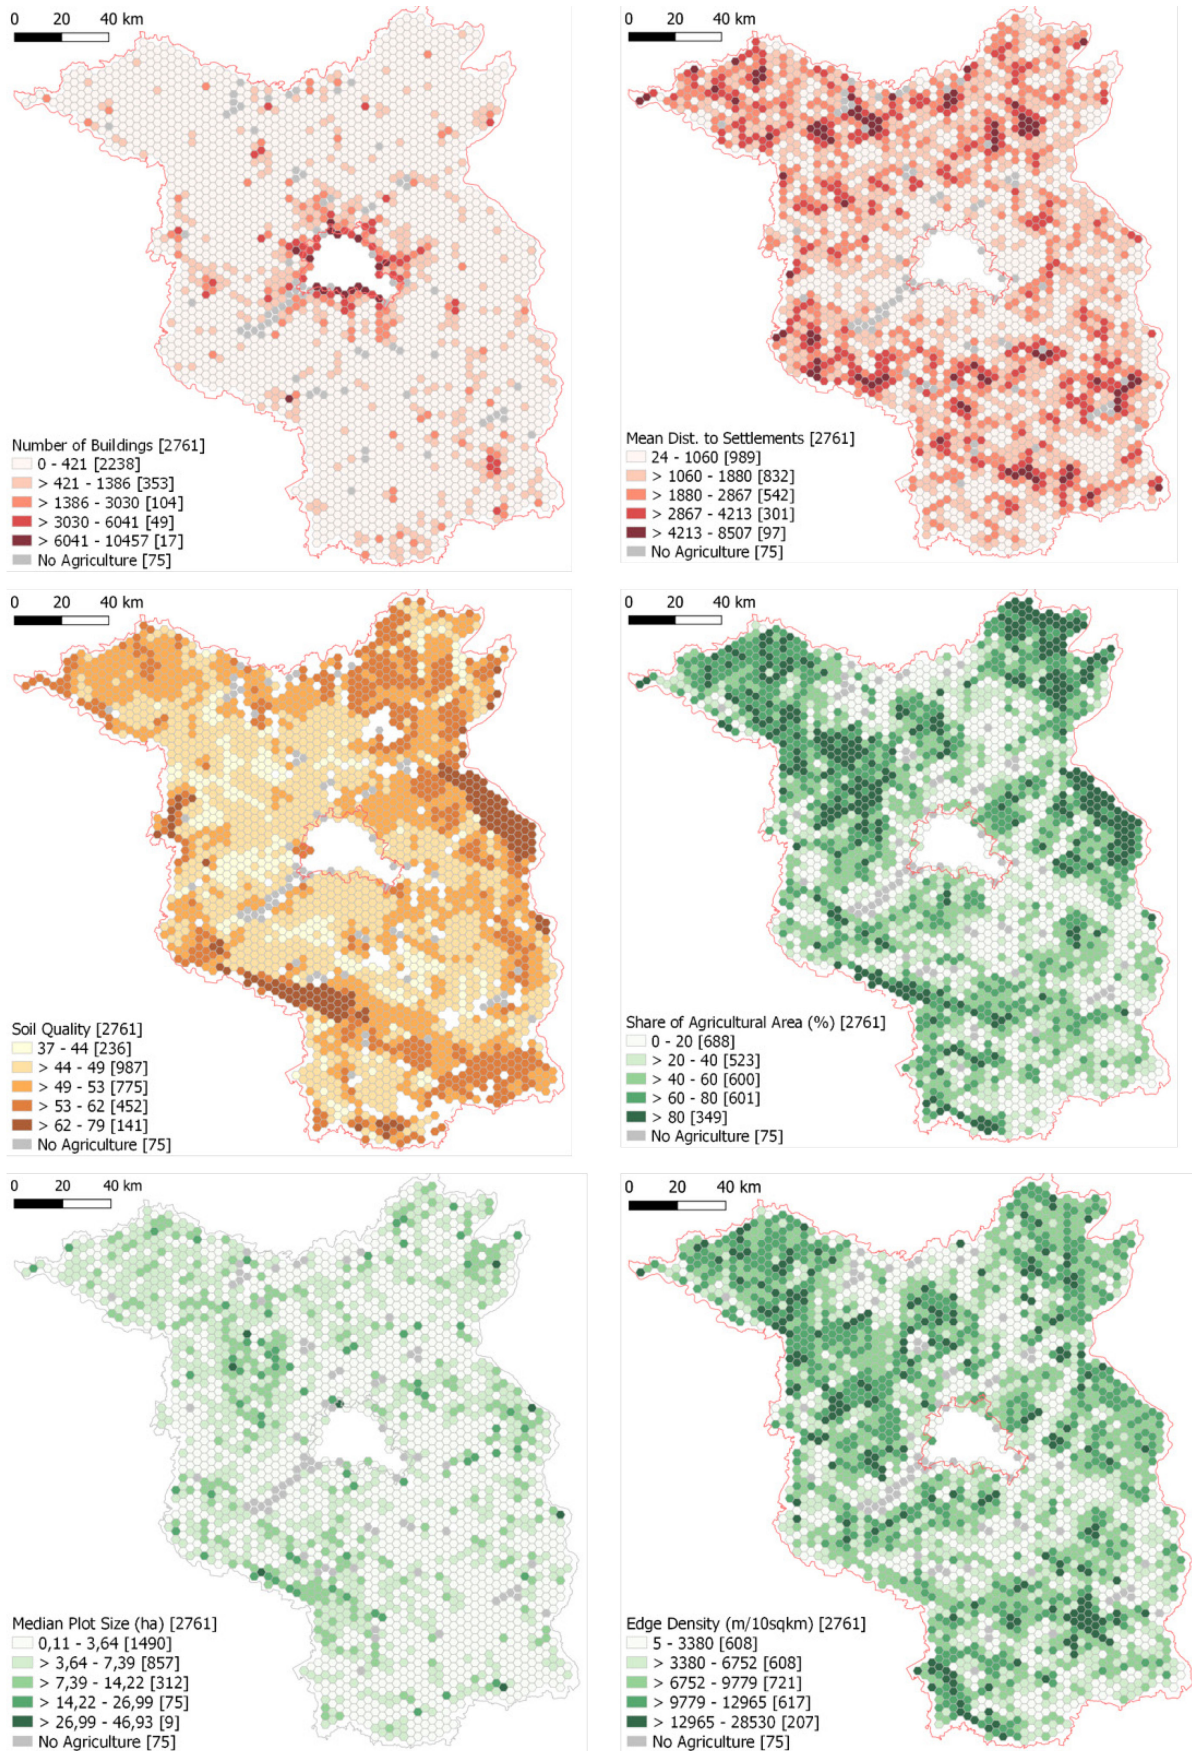 0 20 40 km
Number of Buildings [2761]
0 - 421 [2238]
> 421 - 1386 [353]
> 1386 - 3030 [104]
> 3030 - 6041 [49]
> 6041 - 10457 [17]
No Agriculture [75]
0 20 40 km
Mean Dist. to Settlements [2761]
24 - 1060 [989]
> 1060 - 1880 [832]
> 1880 - 2867 [542]
> 2867 - 4213 [301]
> 4213 - 8507 [97]
No Agriculture [75]
0 20 40 km
Soil Quality [2761]
37 - 44 [236]
> 44 - 49 [987]
> 49 - 53 [775]
> 53 - 62 [452]
> 62 - 79 [141]
No Agriculture [75]
0 20 40 km
Share of Agricultural Area (%) [2761]
0 - 20 [688]
> 20 - 40 [523]
> 40 - 60 [600]
> 60 - 80 [601]
> 80 [349]
No Agriculture [75]
0 20 40 km
Median Plot Size (ha) [2761]
0,11 - 3,64 [1490]
> 3,64 - 7,39 [857]
> 7,39 - 14,22 [312]
> 14,22 - 26,99 [75]
> 26,99 - 46,93 [9]
No Agriculture [75]
0 20 40 km
Edge Density (m/10sqkm) [2761]
5 - 3380 [608]
> 3380 - 6752 [608]
> 6752 - 9779 [721]
> 9779 - 12965 [617]
> 12965 - 28530 [207]
No Agriculture [75]